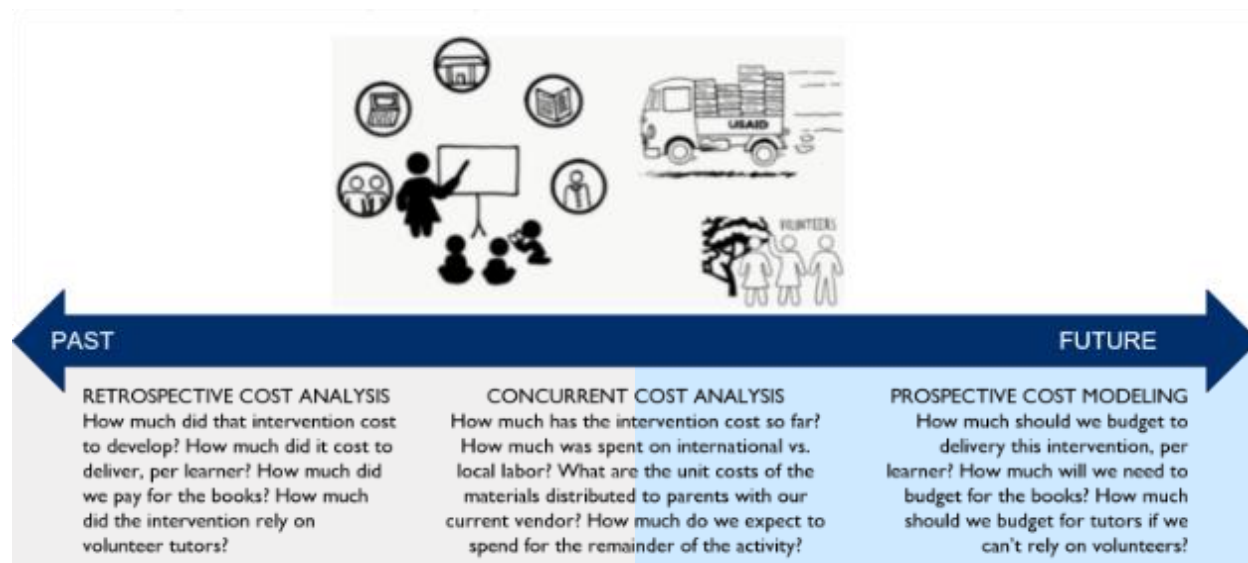 USAID
VOLUNTEERS
PAST
FUTURE
RETROSPECTIVE COST ANALYSIS
How much did that intervention cost
to develop? How much did it cost to
deliver, per learner? How much did
we pay for the books? How much
did the intervention rely on
volunteer tutors?
CONCURRENT COST ANALYSIS
How much has the intervention cost so far?
How much was spent on international vs.
local labor? What are the unit costs of the
materials distributed to parents with our
current vendor? How much do we expect to
spend for the remainder of the activity?
PROSPECTIVE COST MODELING
How much should we budget to
delivery this intervention, per
learner? How much will we need to
budget for the books? How much
should we budget for tutors if we
can't rely on volunteers?